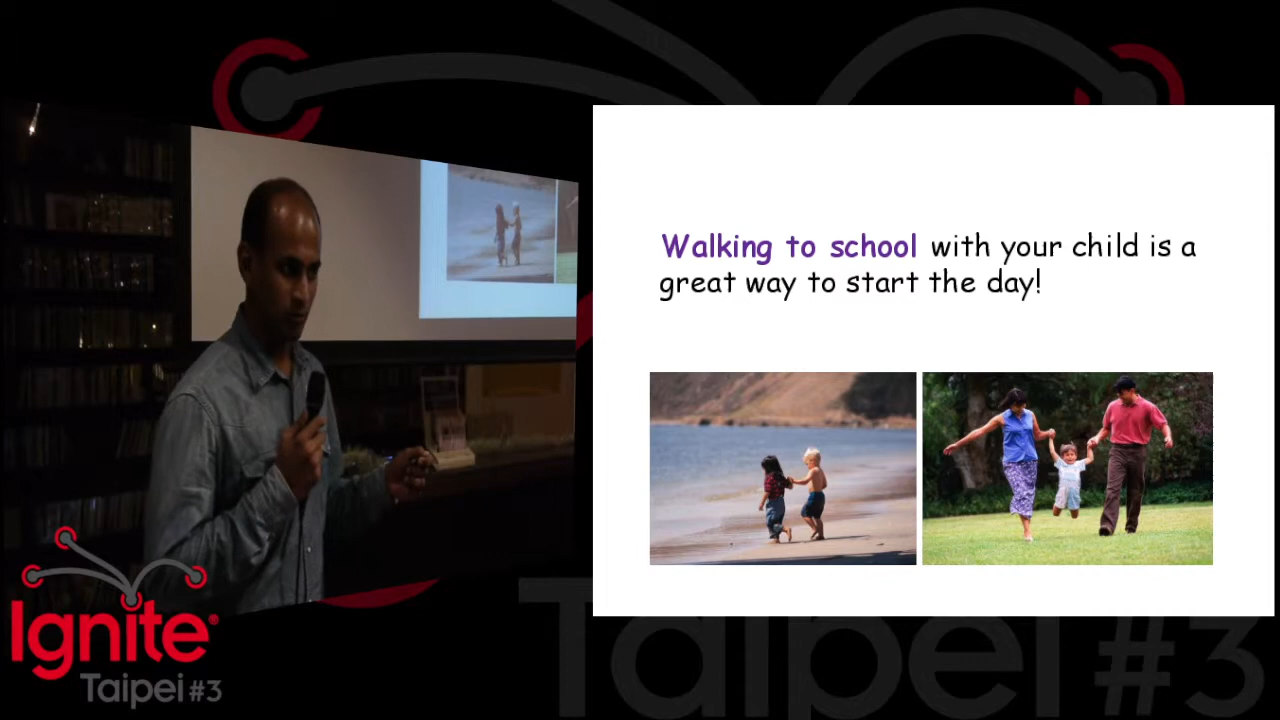 Walking to school with your child is a
great way to start the day!
Ignite®
Taipei #3
Taipei #3